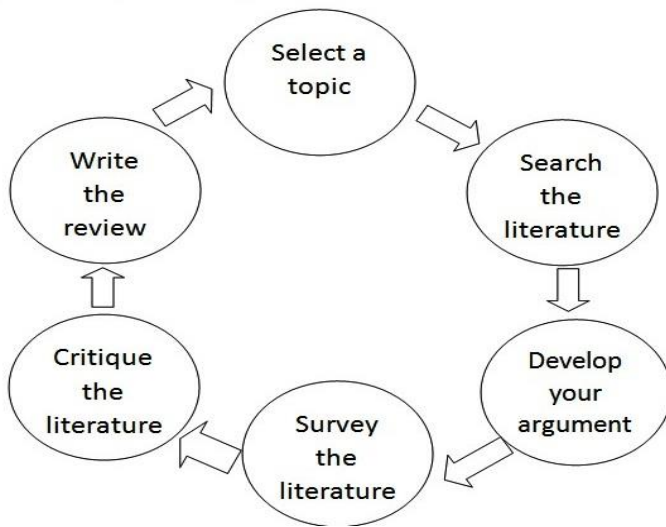 Select a
topic
Search
the
literature
Develop
your
argument
Survey
the
literature
Critique
the
literature
Write
the
review